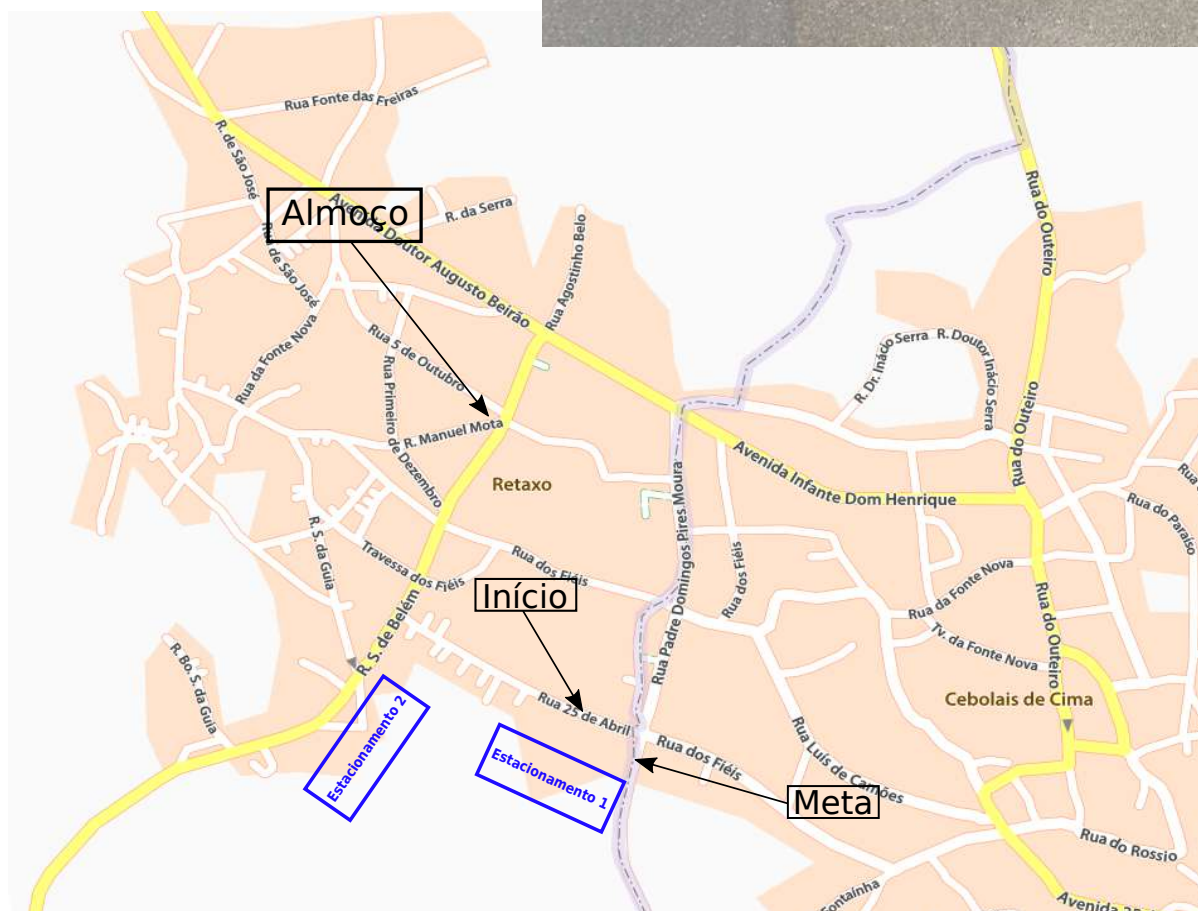 Rua Fonte das Freiras
R. de São José
Almoço
R. da Serra
Avenida Doutor Augusto Beirão
Rua Agostinho Belo
Rua do Outeiro
Rua de São José
Rua da Fonte Nova
Rua 5 de Outubro
Rua Primeiro de Dezembro
R. Manuel Mota
R. Dr. Inácio Serra
R. Doutor Inácio Serra
Rua do Outeiro
Retaxo
Avenida Infante Dom Henrique
Rua do Paraíso
R. S. da Guia
Travessa dos Fiéis
Rua dos Fiéis
Rua Padre Domingos Pires Moura
Rua dos Fiéis
Rua da Fonte Nova
Tv. da Fonte Nova
Rua do Outeiro
Início
R. S. de Belém
R. Bo. S. da Guia
Rua 25 de Abril
Cebolais de Cima
Estacionamento 2
Estacionamento 1
Rua dos Fiéis
Rua Luís de Camões
Meta
Rua do Rossio
Avenida